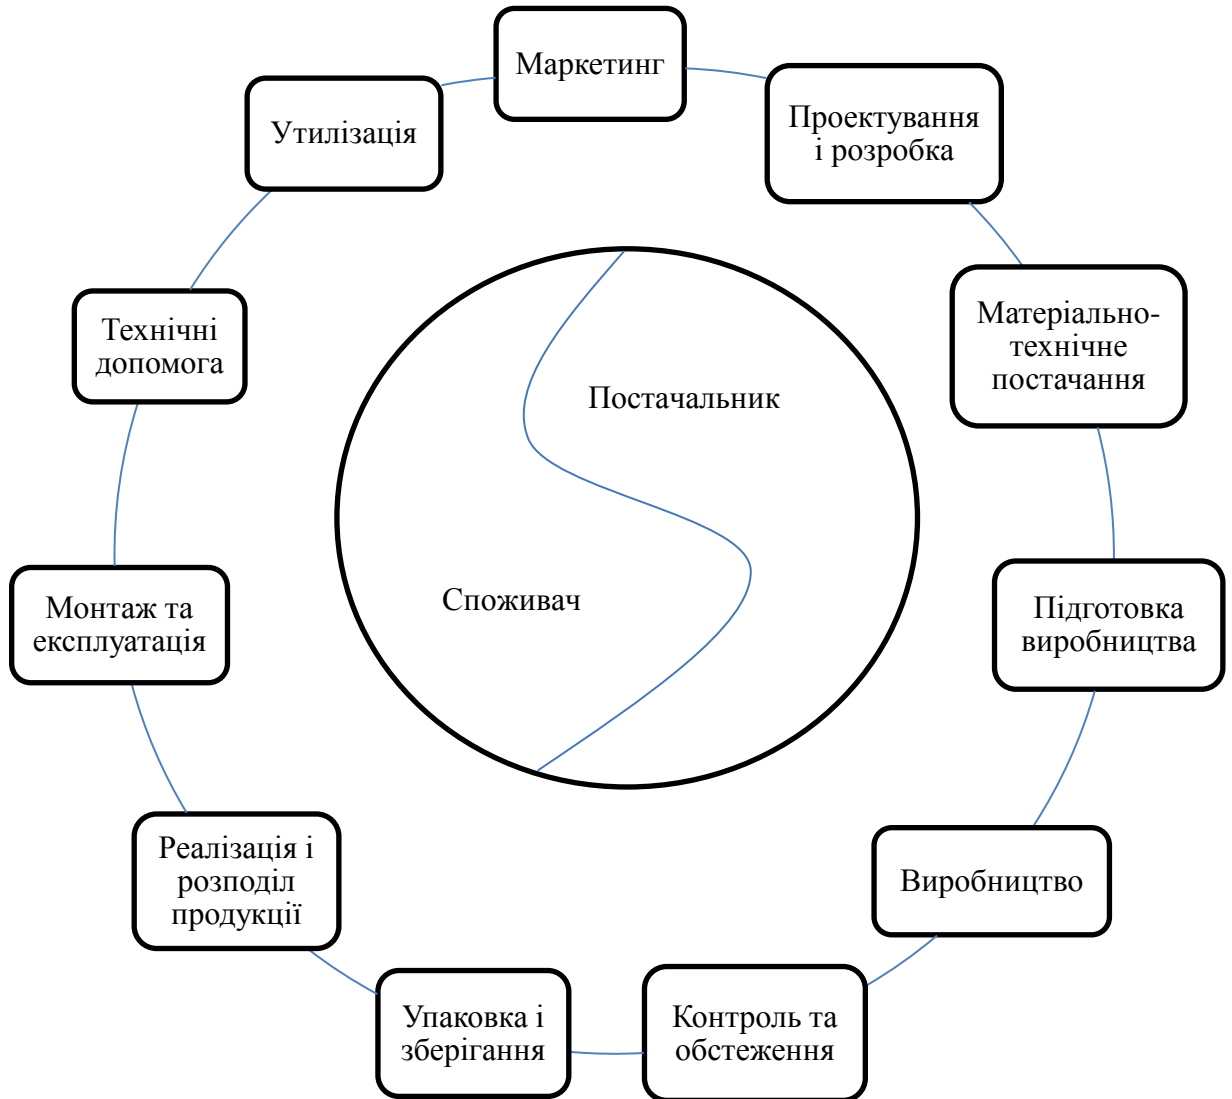 Маркетинг
Проектування
і розробка
Матеріально-
технічне
постачання
Підготовка
виробництва
Виробництво
Контроль та
обстеження
Упаковка і
зберігання
Реалізація і
розподіл
продукції
Монтаж та
експлуатація
Технічні
допомога
Утилізація
Постачальник
Споживач